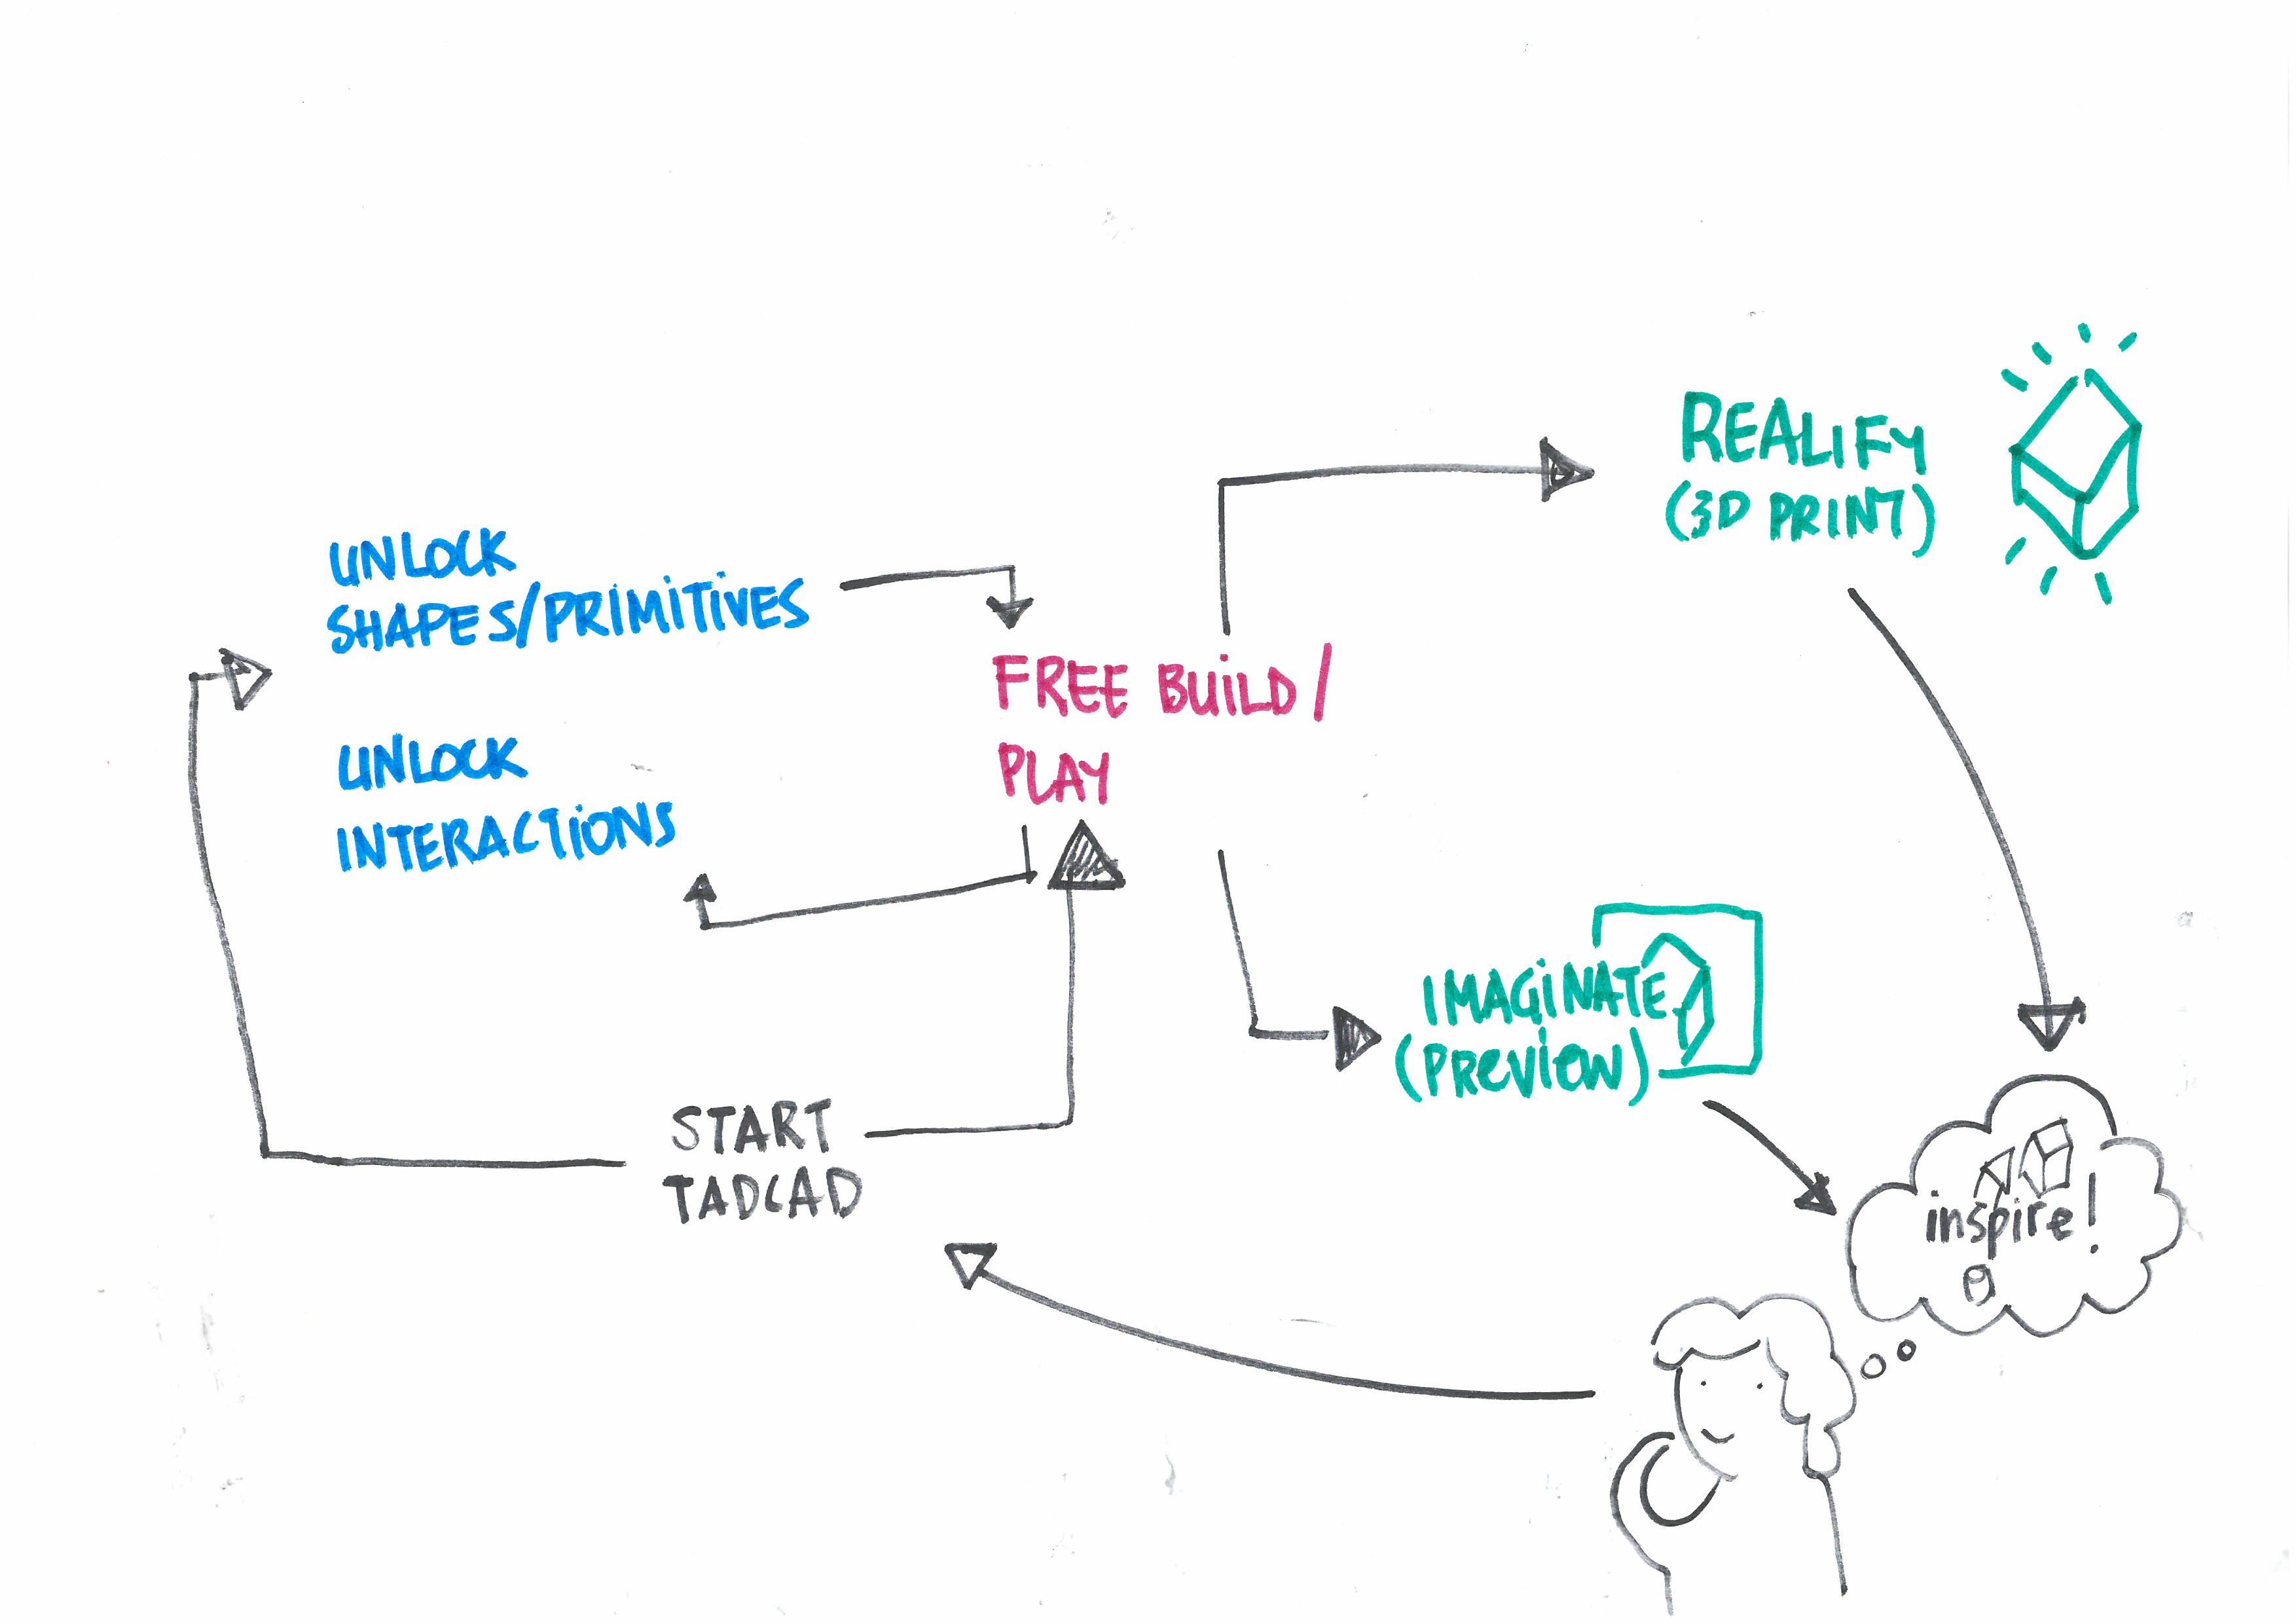 REALIFY
(3D PRINT)
UNLOCK
SHAPES/PRIMITIVES
FREE BUILD/
PLAY
UNLOCK
INTERACTIONS
IMAGINATE
(PREVIEW)
START
TADCAD
inspire!